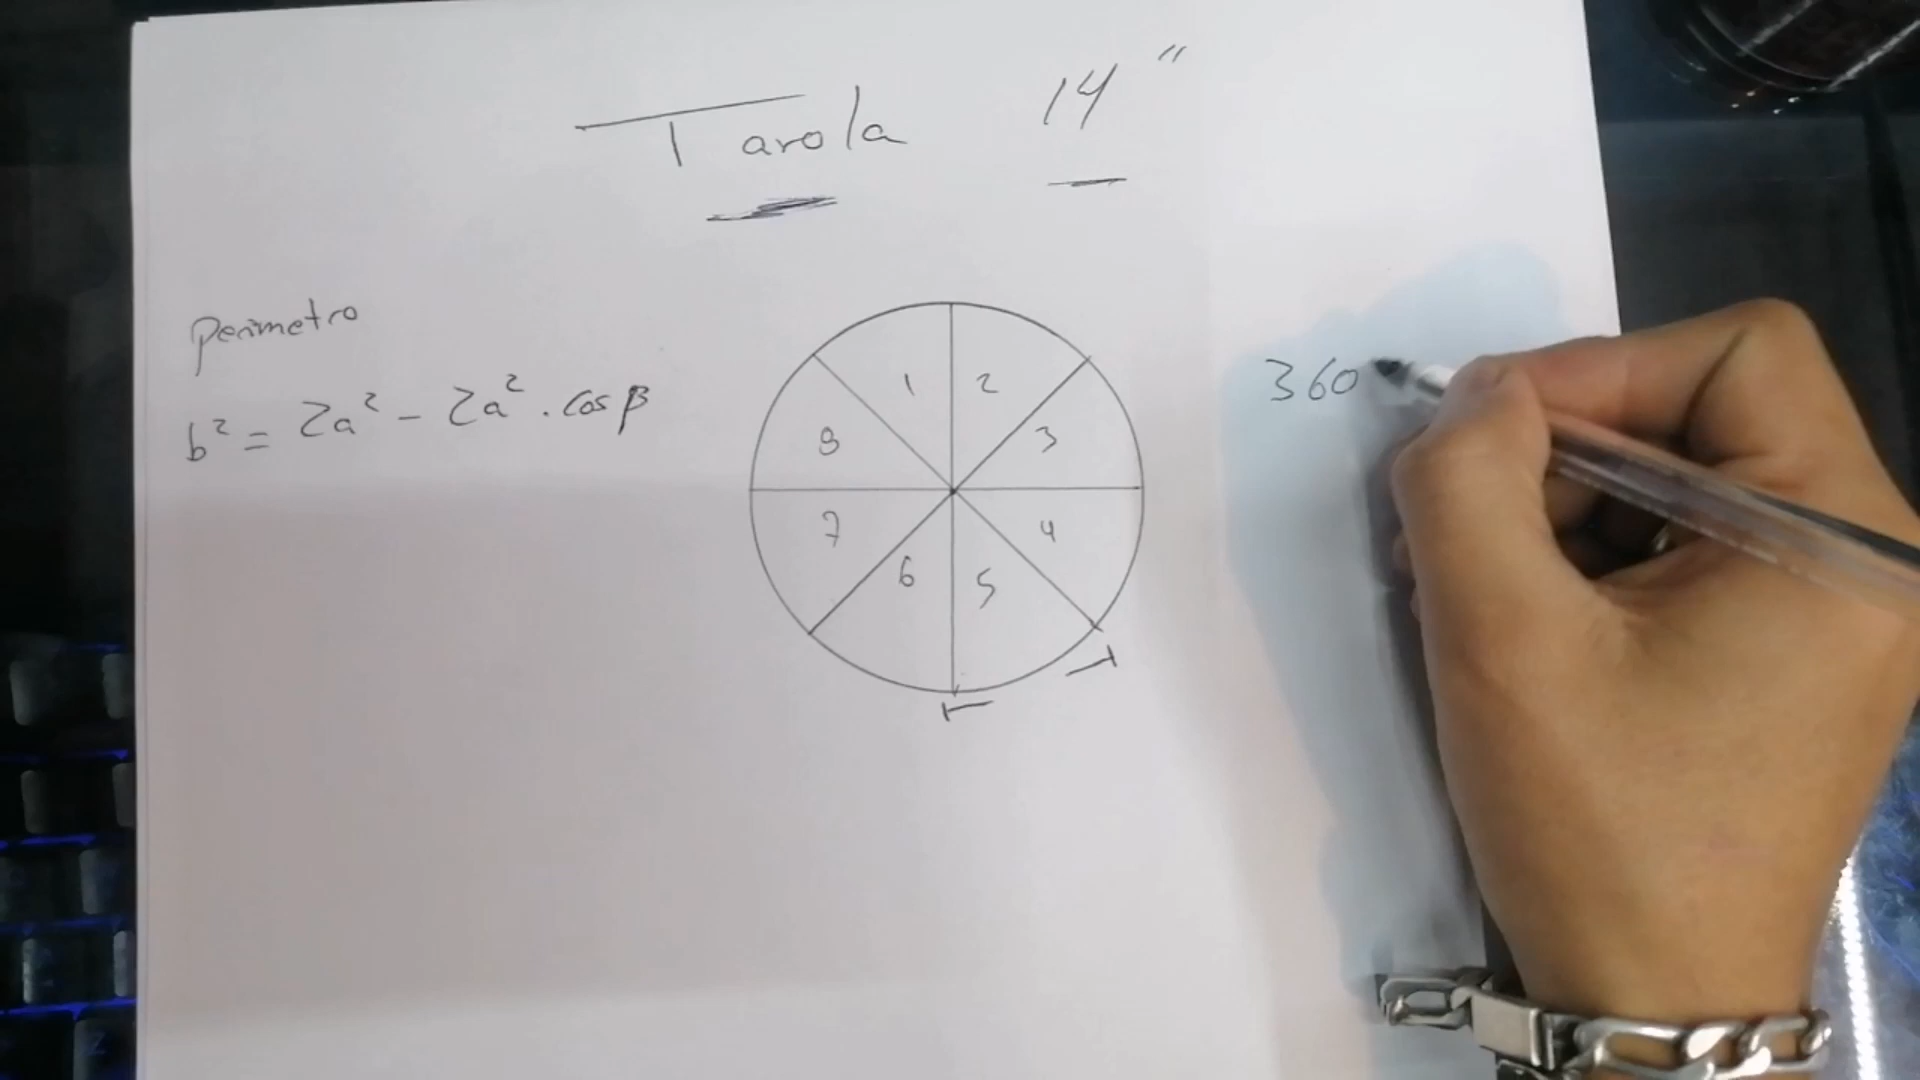 Tarola 14"
perimetro
b² = 2a² - 2a² . cos β
1 2
8 3
7 4
6 5
360